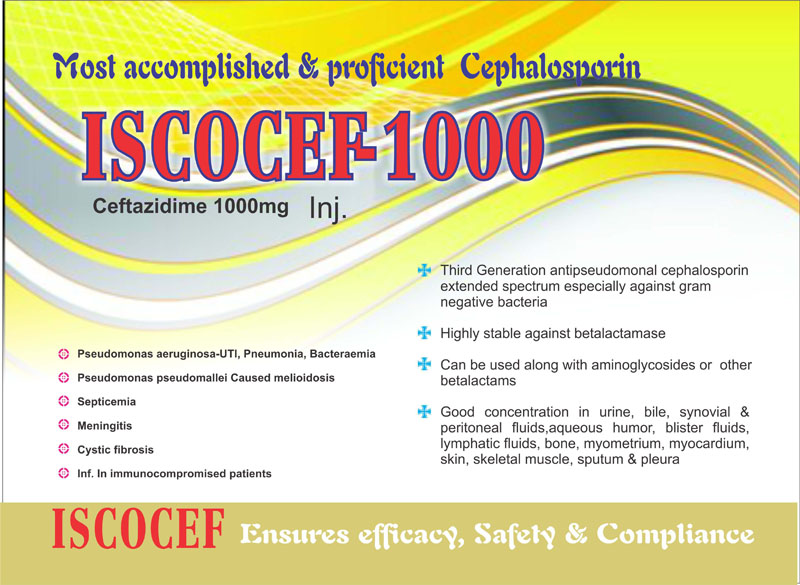 Most accomplished & proficient Cephalosporin
ISCOCEF-1000
Ceftazidime 1000mg Inj.
Pseudomonas aeruginosa-UTI, Pneumonia, Bacteraemia
Pseudomonas pseudomallei Caused melioidosis
Septicemia
Meningitis
Cystic fibrosis
Inf. In immunocompromised patients
Third Generation antipseudomonal cephalosporin
extended spectrum especially against gram
negative bacteria
Highly stable against betalactamase
Can be used along with aminoglycosides or other
betalactams
Good concentration in urine, bile, synovial &
peritoneal fluids,aqueous humor, blister fluids,
lymphatic fluids, bone, myometrium, myocardium,
skin, skeletal muscle, sputum & pleura
ISCOCEF Ensures efficacy, Safety & Compliance